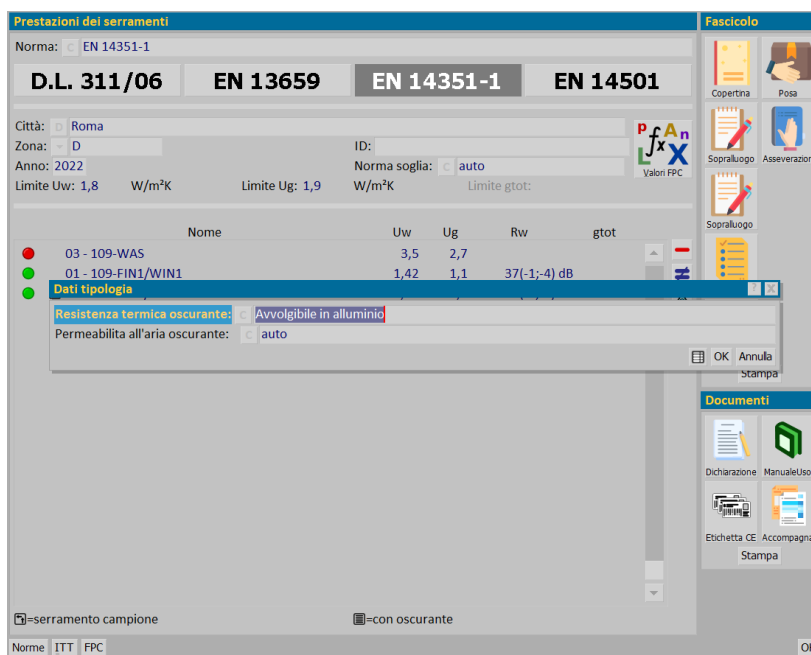 Prestazioni dei serramenti
Norma: C EN 14351-1
D.L. 311/06 EN 13659 EN 14351-1 EN 14501
Città: D Roma
Zona: D
ID:
Anno: 2022
Norma soglia: C auto
Limite Uw: 1,8 W/m²K Limite Ug: 1,9 W/m²K Limite gtot:
Valori FPC
Nome Uw Ug Rw gtot
03 - 109-WAS 3,5 2,7
01 - 109-FIN1/WIN1 1,42 1,1 37(-1;-4) dB
Dati tipologia ? X
Resistenza termica oscurante: C Avvolgibile in alluminio
Permeabilita all'aria oscurante: C auto
OK Annulla
=serramento campione =con oscurante
Norme ITT FPC
Fascicolo
Copertina Posa
Sopralluogo Asseverazion
Sopralluogo
Stampa
Documenti
Dichiarazione ManualeUso
Etichetta CE Accompagna
Stampa